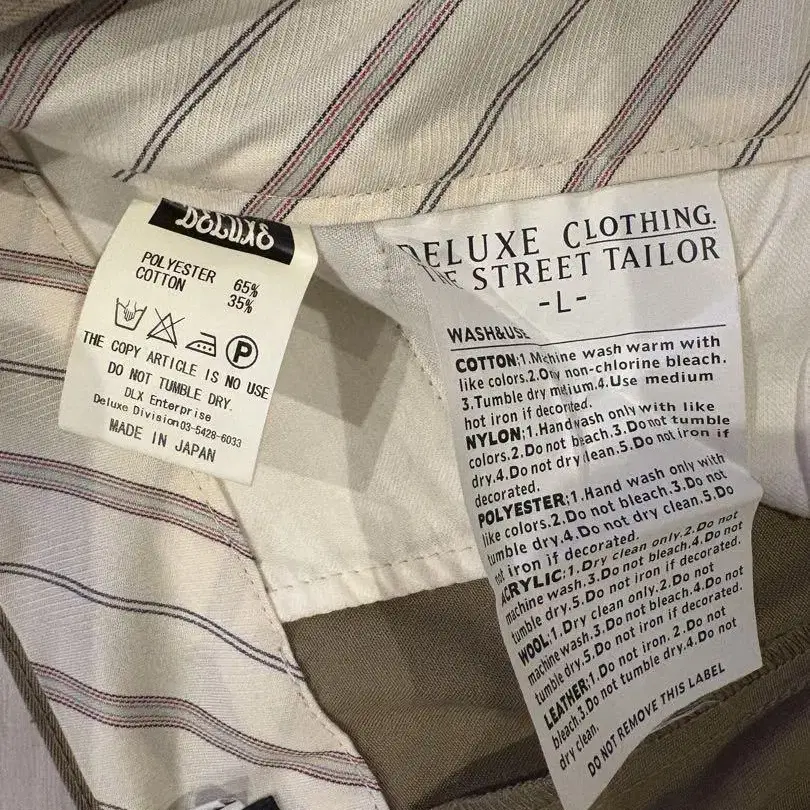 DELUXE
POLYESTER 65%
COTTON 35%
P
THE COPY ARTICLE IS NO USE
DO NOT TUMBLE DRY.
DLX Enterprise
Deluxe Division03-5428-6033
MADE IN JAPAN
DELUXE CLOTHING.
THE STREET TAILOR
-L-
WASH&USE
COTTON;1.Machine wash warm with
like colors.2.Only non-chlorine bleach.
3.Tumble dry medium.4.Use medium
hot iron if decorated.
NYLON;1.Handwash only with like
colors.2.Do not bleach.3.Do not tumble
dry.4.Do not dry clean.5.Do not iron if
decorated.
POLYESTER;1.Hand wash only with
like colors.2.Do not bleach.3.Do not
tumble dry.4.Do not dry clean.5.Do
not iron if decorated.
ACRYLIC;1.Dry clean only.2.Do not
machine wash.3.Do not bleach.4.Do not
tumble dry.5.Do not iron if decorated.
WOOL;1.Dry clean only.2.Do not
machine wash.3.Do not bleach.4.Do not
tumble dry.5.Do not iron if decorated.
LEATHER;1.Do not iron.2.Do not
bleach.3.Do not tumble dry.4.Do not
dry clean.
DO NOT REMOVE THIS LABEL